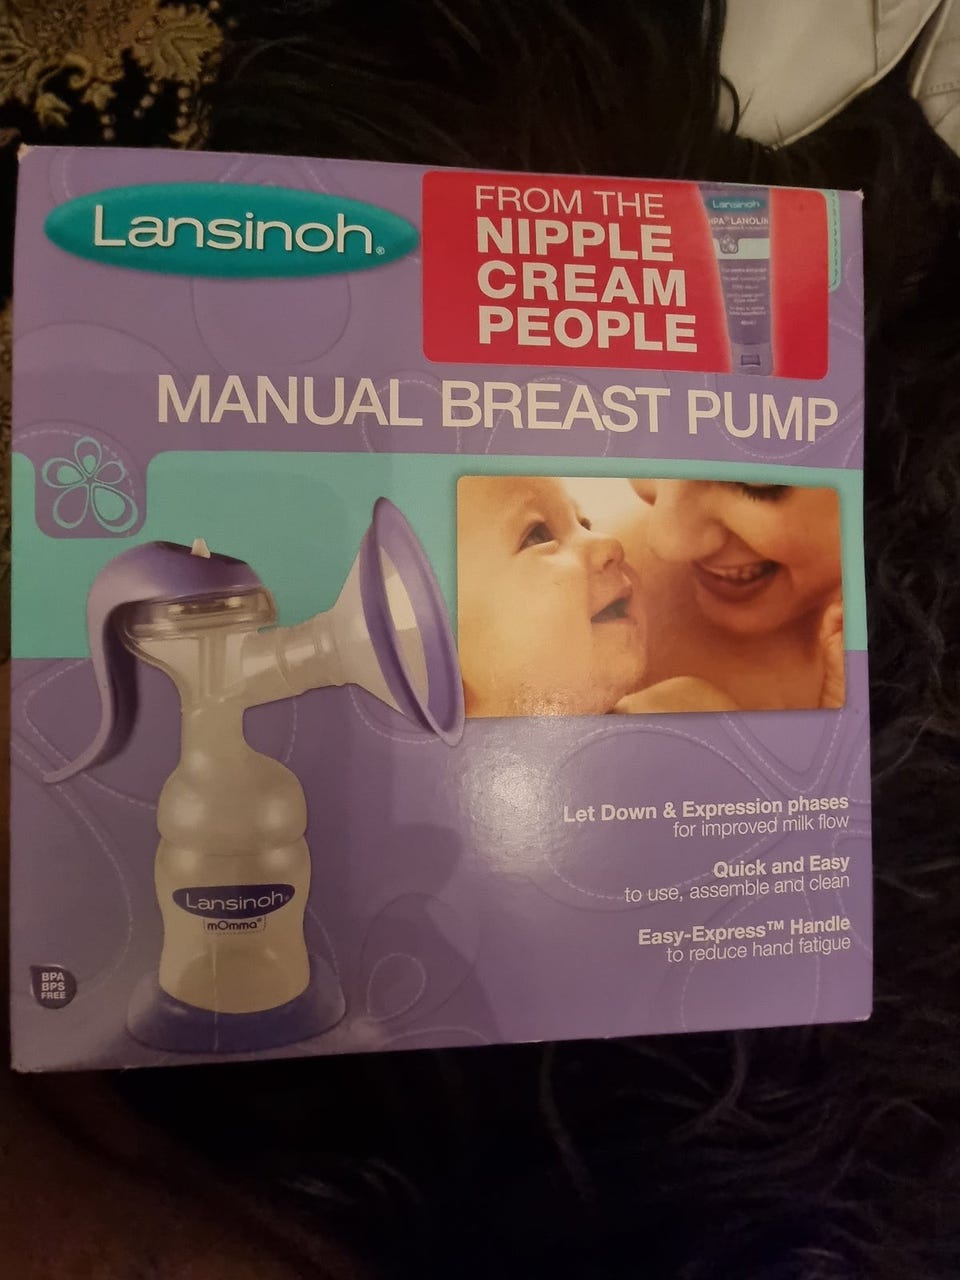 Lansinoh®
FROM THE
NIPPLE
CREAM
PEOPLE
Lansinoh
HPA® LANOLIN
MANUAL BREAST PUMP
Let Down & Expression phases
for improved milk flow
Quick and Easy
to use, assemble and clean
Easy-Express™ Handle
to reduce hand fatigue
Lansinoh®
mOmma®
BPA
BPS
FREE